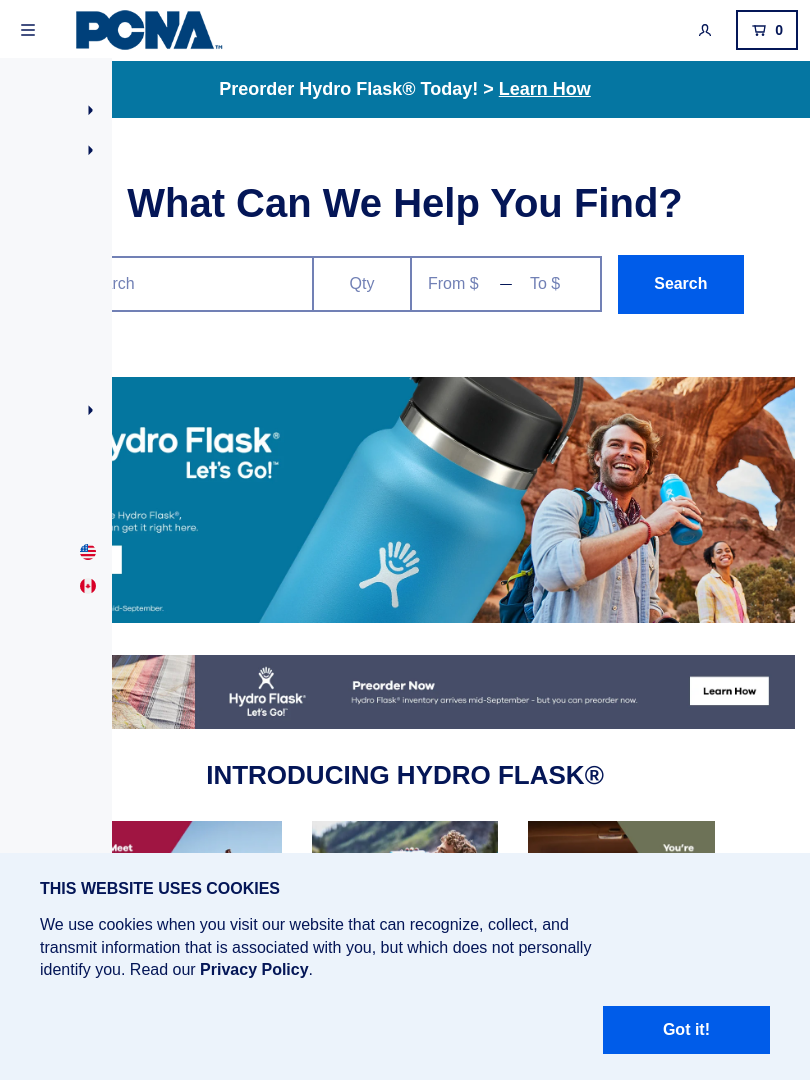 PCNA™
0
Preorder Hydro Flask® Today! > Learn How
What Can We Help You Find?
rch
Qty
From $ — To $
Search
ydro Flask®
Let's Go!™
e Hydro Flask®,
n get it right here.
mid-September.
Hydro Flask®
Let's Go!™
Preorder Now
Hydro Flask® inventory arrives mid-September - but you can preorder now.
Learn How
INTRODUCING HYDRO FLASK®
Meet
You're
THIS WEBSITE USES COOKIES
We use cookies when you visit our website that can recognize, collect, and
transmit information that is associated with you, but which does not personally
identify you. Read our Privacy Policy.
Got it!